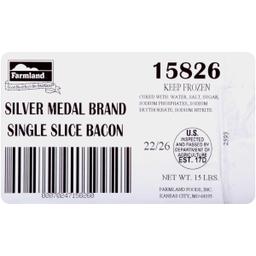 Farmland
15826
KEEP FROZEN
CURED WITH: WATER, SALT, SUGAR,
SODIUM PHOSPHATES, SODIUM
ERYTHORBATE, SODIUM NITRITE.
SILVER MEDAL BRAND
SINGLE SLICE BACON
22/26
U.S.
INSPECTED
AND PASSED BY
DEPARTMENT OF
AGRICULTURE
EST. 17D
2593
NET WT. 15 LBS.
FARMLAND FOODS, INC.
KANSAS CITY, MO 64195